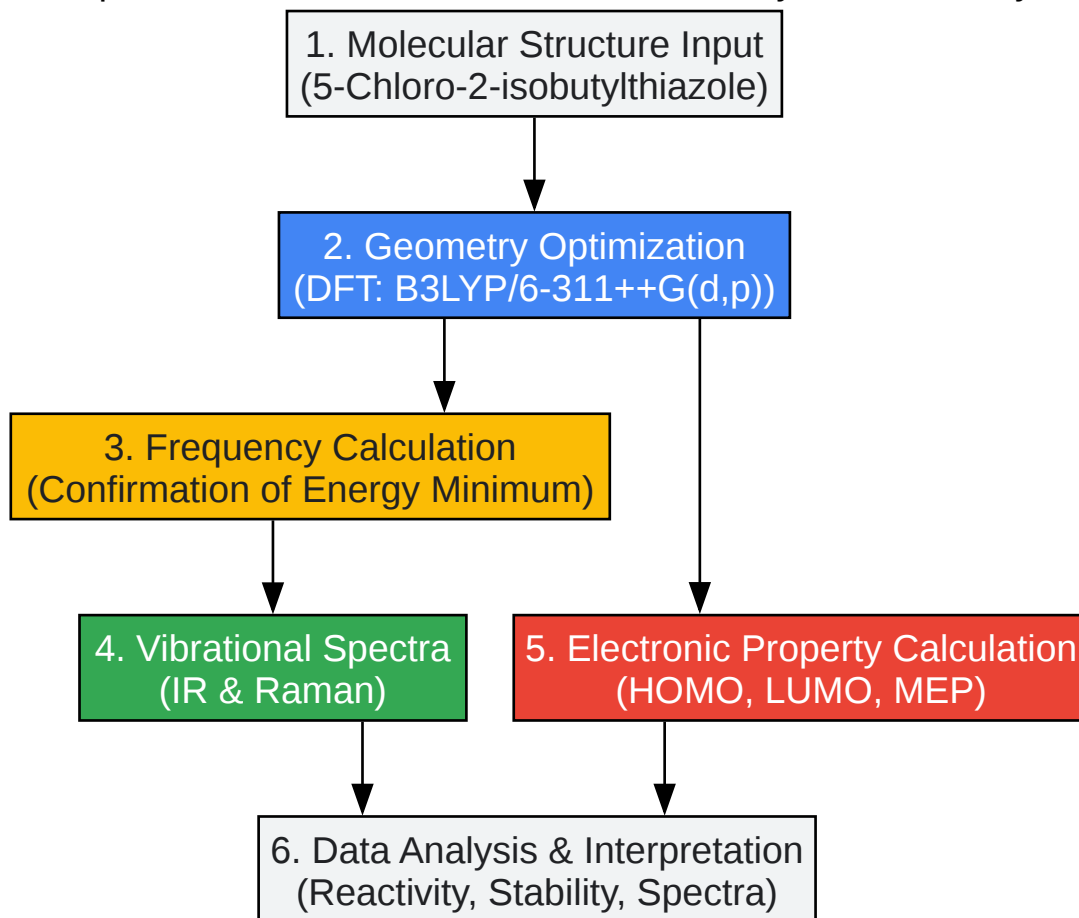 1. Molecular Structure Input
(5-Chloro-2-isobutylthiazole)
2. Geometry Optimization
(DFT: B3LYP/6-311++G(d,p))
3. Frequency Calculation
(Confirmation of Energy Minimum)
4. Vibrational Spectra
(IR & Raman)
5. Electronic Property Calculation
(HOMO, LUMO, MEP)
6. Data Analysis & Interpretation
(Reactivity, Stability, Spectra)